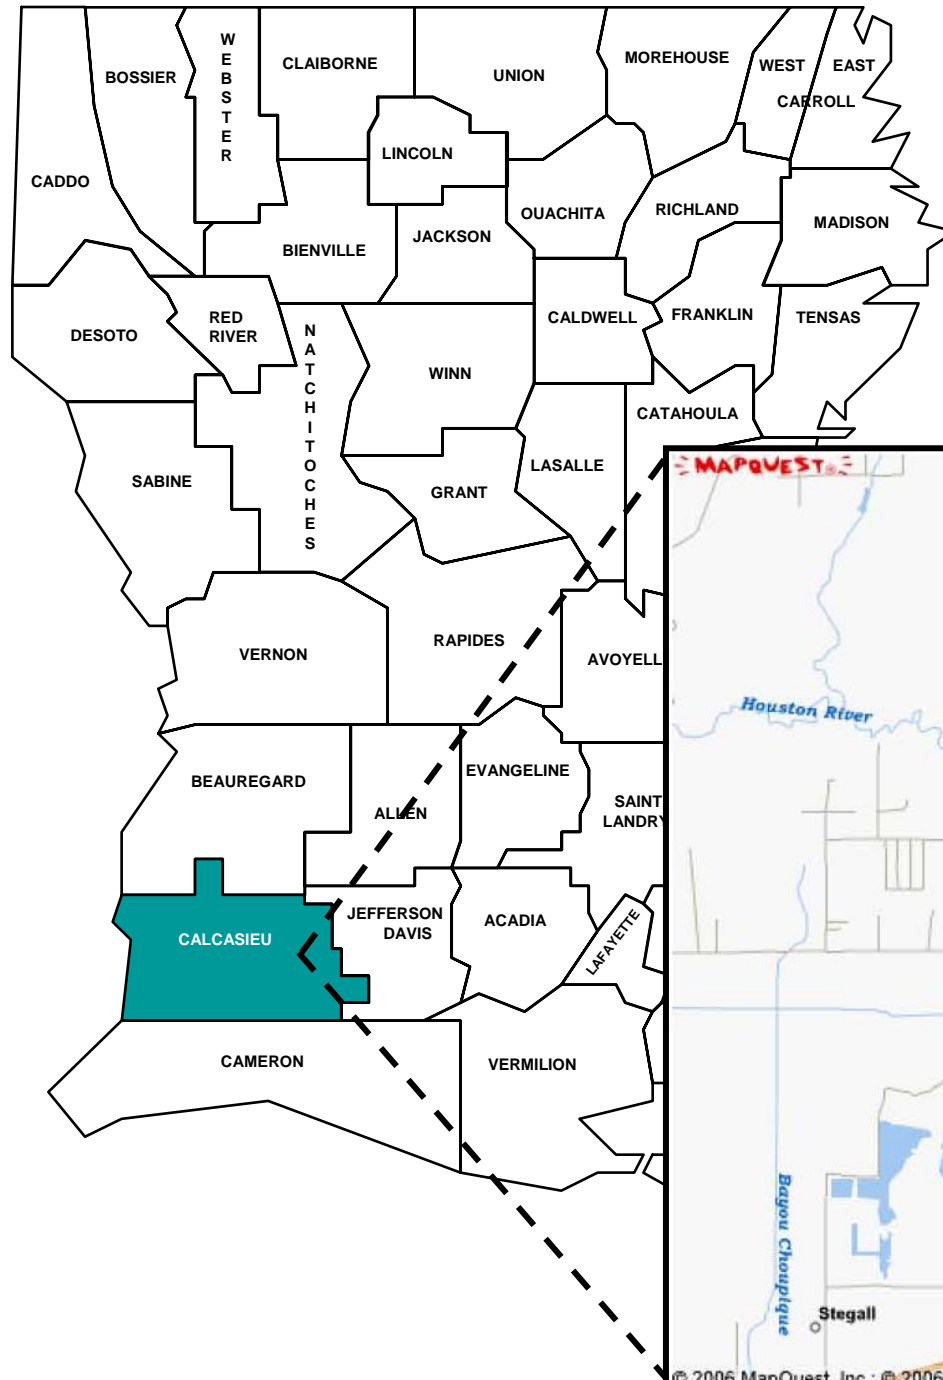 WEBSTER
CLAIBORNE
UNION
MOREHOUSE
WEST
EAST
CARROLL
BOSSIER
LINCOLN
CADDO
OUACHITA
RICHLAND
MADISON
BIENVILLE
JACKSON
RED
RIVER
DESOTO
NATCHITOCHES
CALDWELL
FRANKLIN
TENSAS
WINN
CATAHOULA
SABINE
LASALLE
GRANT
MAPQUEST
RAPIDES
VERNON
AVOYELL
Houston River
BEAUREGARD
EVANGELINE
ALLEN
SAINT
LANDRY
CALCASIEU
JEFFERSON
DAVIS
ACADIA
LAFAYETTE
CAMERON
VERMILION
Bayou Choupique
Stegall
© 2006 MapQuest, Inc.; © 2006